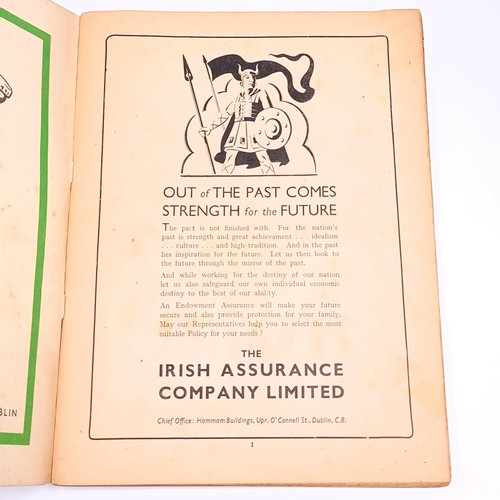 OUT of THE PAST COMES
STRENGTH for the FUTURE
The past is not finished with. For the nation's
past is strength and great achievement . . . idealism
. . . culture . . . and high tradition. And in the past
lies inspiration for the future. Let us then look to
the future through the mirror of the past.
And while working for the destiny of our nation
let us also safeguard our own individual economic
destiny to the best of our ability.
An Endowment Assurance will make your future
secure and also provide protection for your family.
May our Representatives help you to select the most
suitable Policy for your needs?
THE
IRISH ASSURANCE
COMPANY LIMITED
Chief Office: Hammam Buildings, Upr. O'Connell St., Dublin, C.8.
1
BLIN